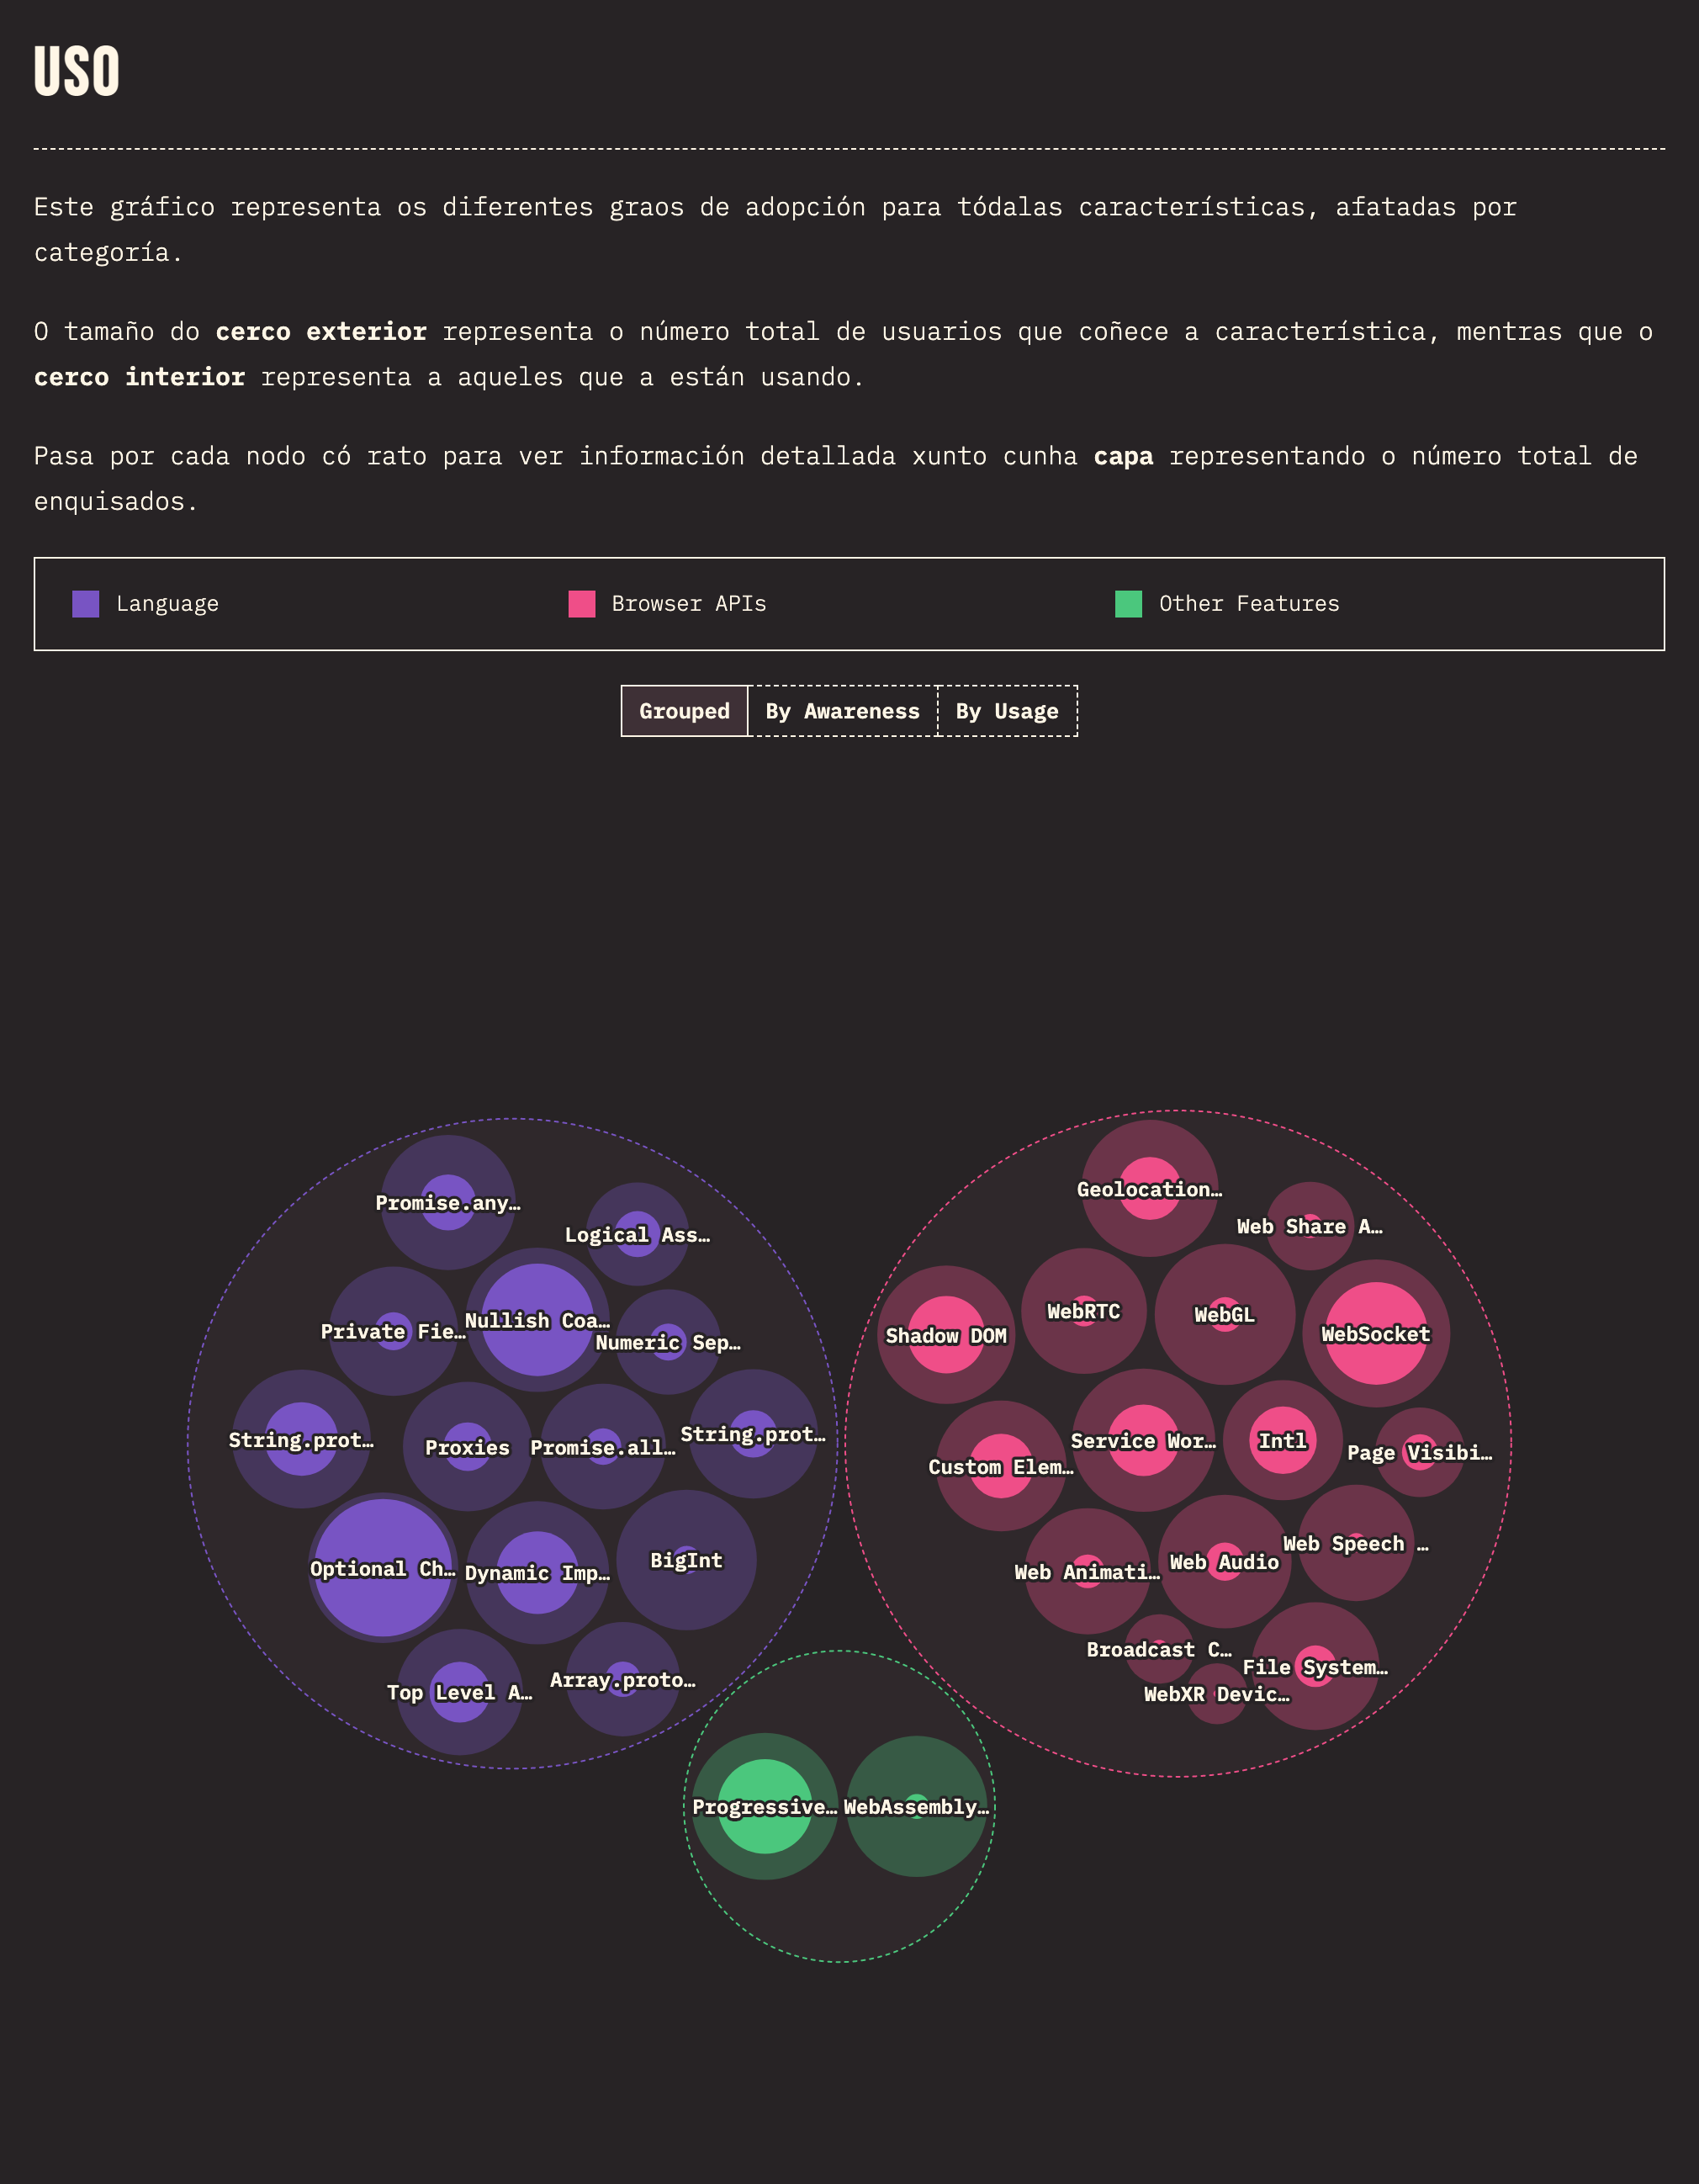 USO
Este gráfico representa os diferentes graos de adopción para tódalas características, afatadas por
categoría.
O tamaño do cerco exterior representa o número total de usuarios que coñece a característica, mentras que o
cerco interior representa a aqueles que a están usando.
Pasa por cada nodo có rato para ver información detallada xunto cunha capa representando o número total de
enquisados.
Language
Browser APIs
Other Features
Grouped
By Awareness
By Usage
Promise.any…
Logical Ass…
Private Fie…
Nullish Coa…
Numeric Sep…
String.prot…
Proxies
Promise.all…
String.prot…
Optional Ch…
Dynamic Imp…
BigInt
Top Level A…
Array.proto…
Geolocation…
Web Share A…
Shadow DOM
WebRTC
WebGL
WebSocket
Custom Elem…
Service Wor…
Intl
Page Visibi…
Web Animati…
Web Audio
Web Speech …
Broadcast C…
File System…
WebXR Devic…
Progressive…
WebAssembly…